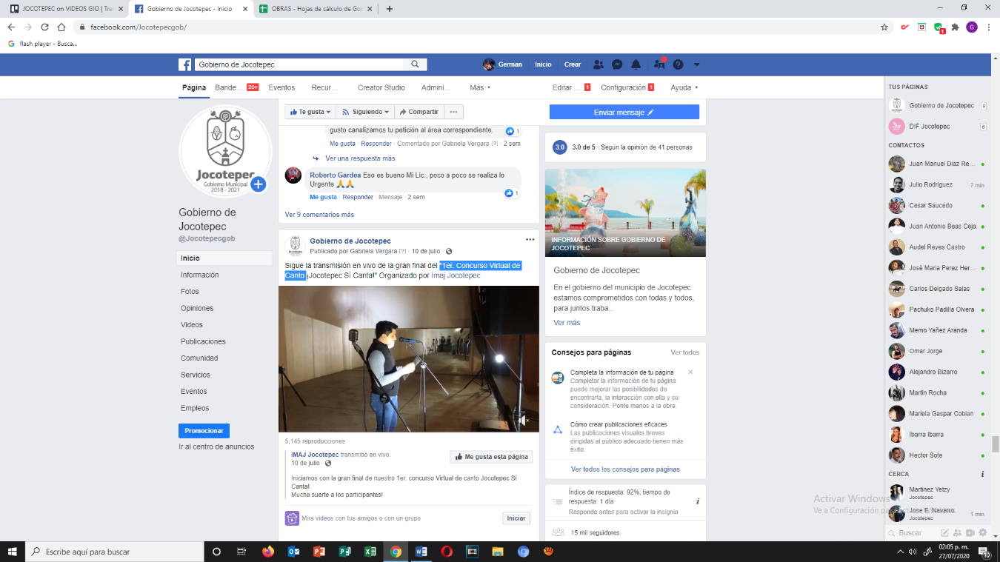 JOCOTEPEC on VIDEOS GIO | Trel
Gobierno de Jocotepec - Inicio
OBRAS - Hojas de cálculo de Goo
facebook.com/Jocotepecgob/
flash player - Busca...
Gobierno de Jocotepec
German Inicio Crear
Página Bande... 20+ Eventos Recur... Creator Studio Admini... Más Editar ... 1 Configuración 1 Ayuda
Te gusta Siguiendo Compartir ...
Enviar mensaje
Jocotepec
Gobierno Municipal
2018 - 2021
Gobierno de
Jocotepec
@Jocotepecgob
Inicio
Información
Fotos
Opiniones
Videos
Publicaciones
Comunidad
Servicios
Eventos
Empleos
Promocionar
Ir al centro de anuncios
gusto canalizamos tu petición al área correspondiente. 1
Me gusta · Responder · Comentado por Gabriela Vergara [?] · 2 sem
Ver una respuesta más
Roberto Gardea Eso es bueno Mi Lic., poco a poco se realiza lo
Urgente 🙏🙏
1
Me gusta · Responder · Mensaje · 2 sem
Ver 9 comentarios más
Gobierno de Jocotepec
Publicado por Gabriela Vergara [?] · 10 de julio ·
Sigue la transmisión en vivo de la gran final del "1er. Concurso Virtual de
Canto ¡Jocotepec Sí Canta!" Organizado por Imaj Jocotepec
5,145 reproducciones
IMAJ Jocotepec transmitió en vivo.
10 de julio ·
Me gusta esta página
Iniciamos con la gran final de nuestro 1er. concurso Virtual de canto Jocotepec Sí
Canta!
Mucha suerte a los participantes!
Mira videos con tus amigos o con un grupo
Iniciar
3.0 3.0 de 5 · Según la opinión de 41 personas
INFORMACIÓN SOBRE GOBIERNO DE
JOCOTEPEC
Gobierno de Jocotepec
En el gobierno del municipio de Jocotepec
estamos comprometidos con todas y todos,
para juntos traba...
Ver más
Consejos para páginas Ver todos
Completa la información de tu página
Completar la información de tu página
puede mejorar las posibilidades de
encontrarla, la interacción con ella y su
consideración. Ponte manos a la obra.
Cómo crear publicaciones eficaces
Las publicaciones visuales breves
dirigidas al público adecuado tienen más
éxito.
Ver todos los consejos para páginas
Índice de respuesta: 92%; tiempo de
respuesta: 1 día
Responde antes para activar la insignia
15 mil seguidores
TUS PÁGINAS
Gobierno de Jocotepec 9
DIF Jocotepec 6
CONTACTOS
Juan Manuel Diaz Re...
Julio Rodriguez 7 min
Cesar Saucedo
Juan Antonio Beas Ceja
Audel Reyes Castro
José Maria Perez Her...
Carlos Delgado Salas
Pachuko Padilla Olvera
Memo Yañez Aranda
Omar Jorge
Alejandro Bizarro
Martín Rocha
Mariela Gaspar Cobian
Ibarra Ibarra
Hector Sote
CERCA
Martinez Yetzy
Jocotepec
Jose E. Navarro
Jocotepec
1 min
Activar Windows
Ve a Configuración para activar Windows.
Buscar
Escribe aquí para buscar
02:05 p. m.
27/07/2020
10